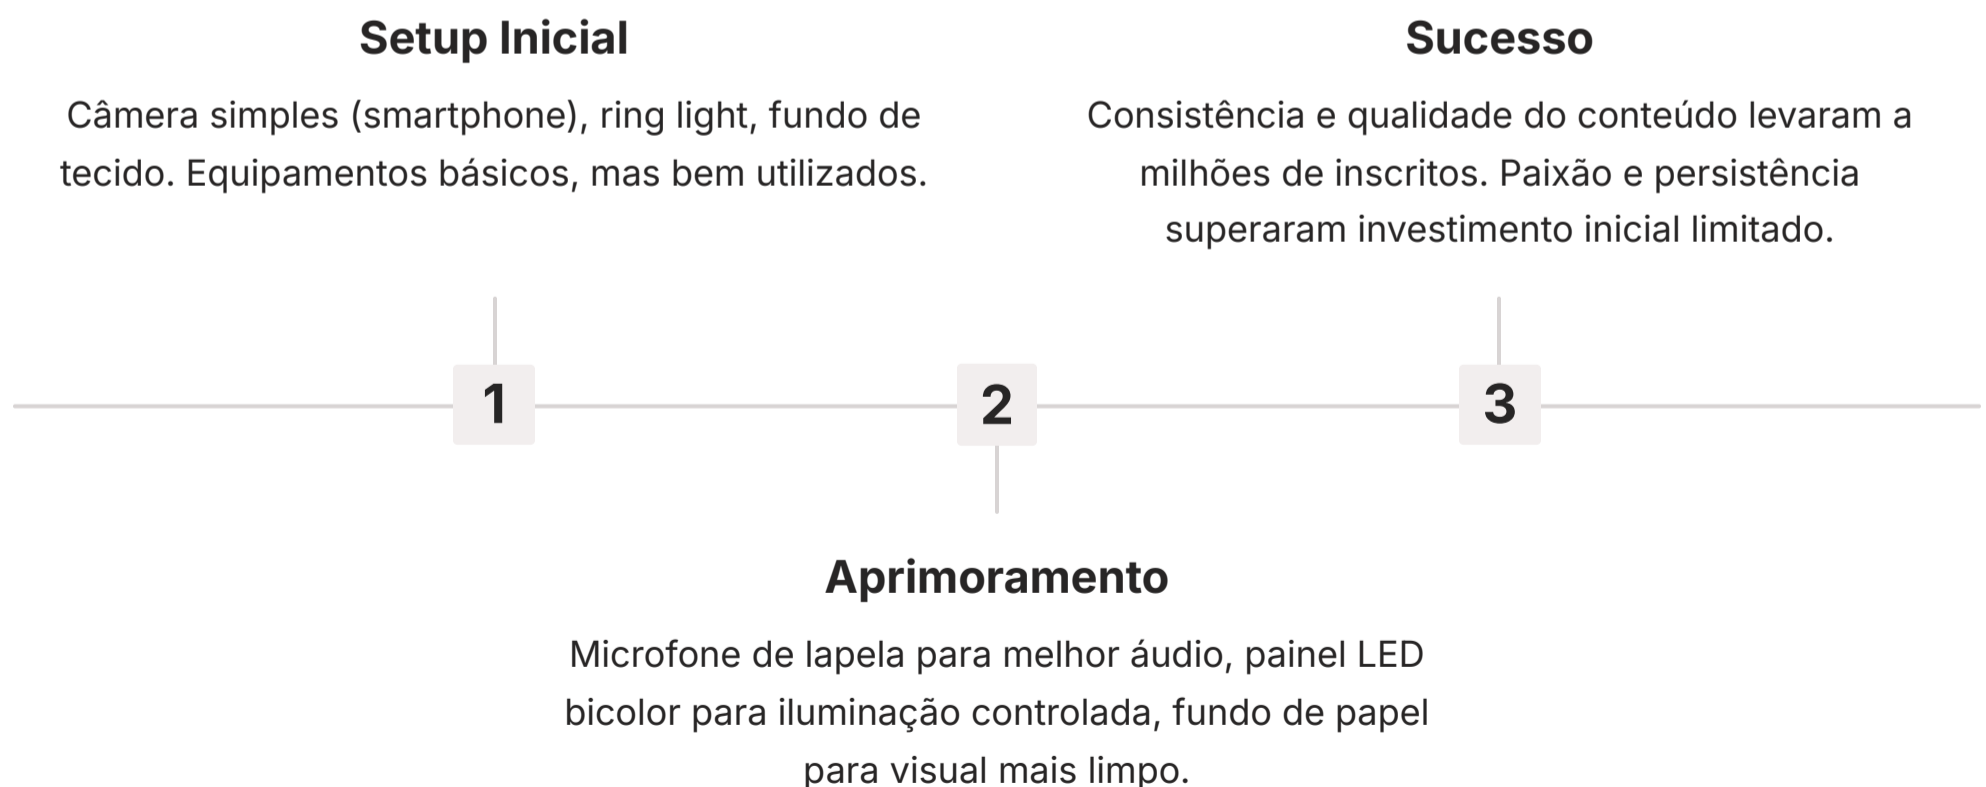 Setup Inicial
Câmera simples (smartphone), ring light, fundo de
tecido. Equipamentos básicos, mas bem utilizados.
Sucesso
Consistência e qualidade do conteúdo levaram a
milhões de inscritos. Paixão e persistência
superaram investimento inicial limitado.
1
2
3
Aprimoramento
Microfone de lapela para melhor áudio, painel LED
bicolor para iluminação controlada, fundo de papel
para visual mais limpo.